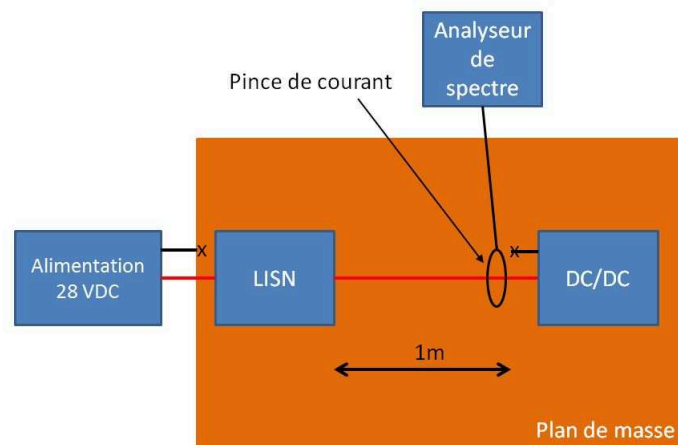 Analyseur
de
spectre
Pince de courant
Alimentation
28 VDC
x
LISN
x
DC/DC
1m
Plan de masse